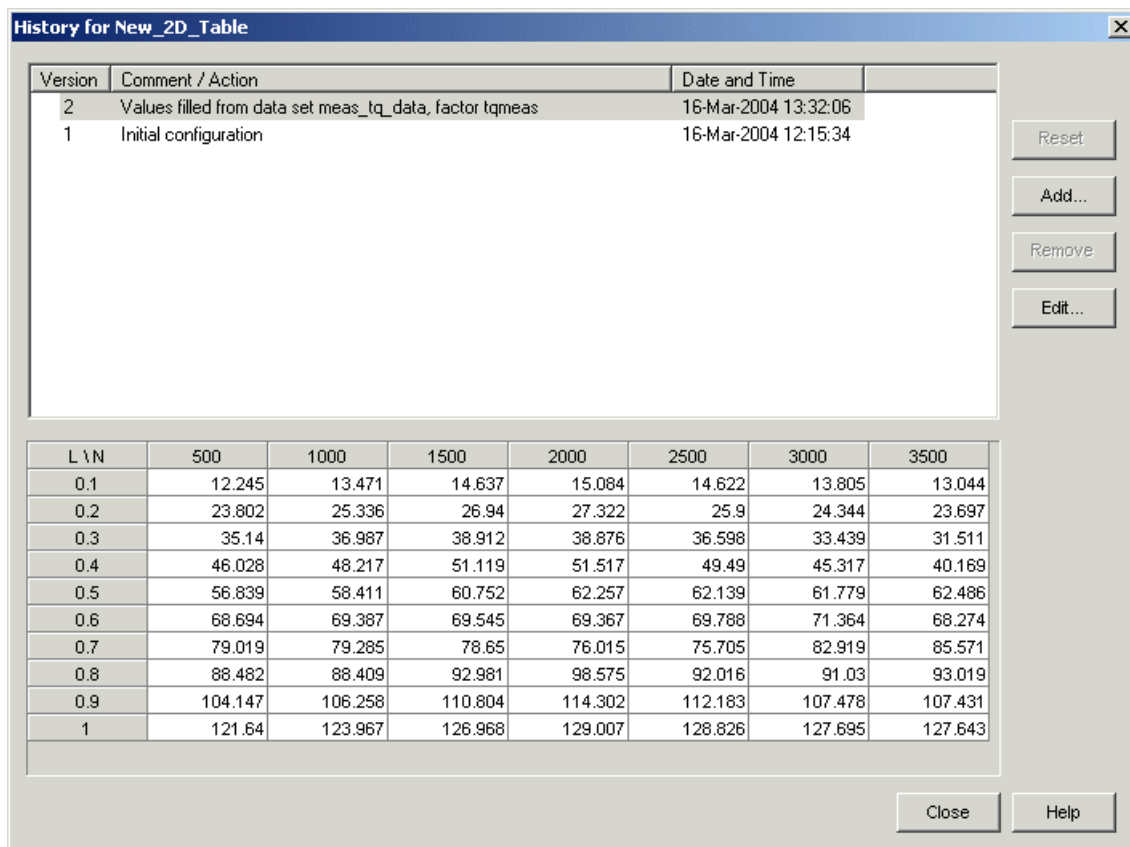 History for New_2D_Table
Version Comment / Action Date and Time
2 Values filled from data set meas_tq_data, factor tqmeas 16-Mar-2004 13:32:06
1 Initial configuration 16-Mar-2004 12:15:34
Reset
Add...
Remove
Edit...
L \ N 500 1000 1500 2000 2500 3000 3500
0.1 12.245 13.471 14.637 15.084 14.622 13.805 13.044
0.2 23.802 25.336 26.94 27.322 25.9 24.344 23.697
0.3 35.14 36.987 38.912 38.876 36.598 33.439 31.511
0.4 46.028 48.217 51.119 51.517 49.49 45.317 40.169
0.5 56.839 58.411 60.752 62.257 62.139 61.779 62.486
0.6 68.694 69.387 69.545 69.367 69.788 71.364 68.274
0.7 79.019 79.285 78.65 76.015 75.705 82.919 85.571
0.8 88.482 88.409 92.981 98.575 92.016 91.03 93.019
0.9 104.147 106.258 110.804 114.302 112.183 107.478 107.431
1 121.64 123.967 126.968 129.007 128.826 127.695 127.643
Close Help